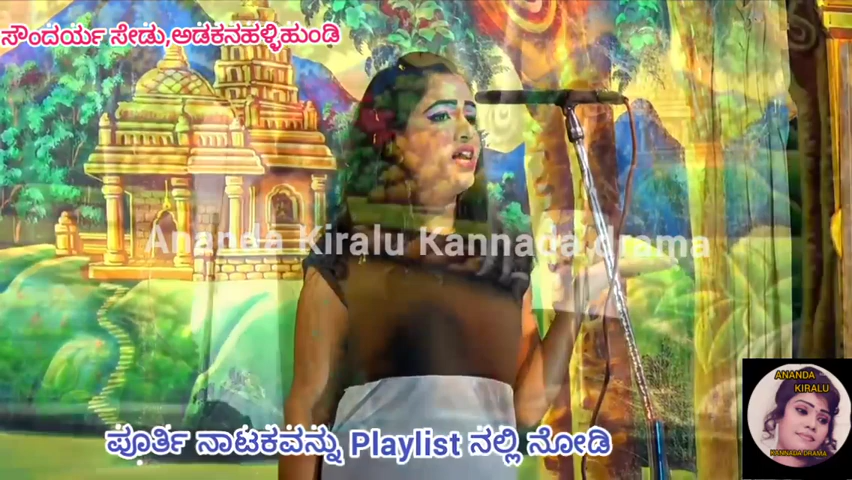 ಸೌಂದರ್ಯ ಸೇಡು,ಅಡಕನಹಳ್ಳಿಹುಂಡಿ
Ananda Kiralu Kannada drama
ANANDA
KIRALU
KANNADA DRAMA
ಪೂರ್ತಿ ನಾಟಕವನ್ನು Playlist ನಲ್ಲಿ ನೋಡಿ